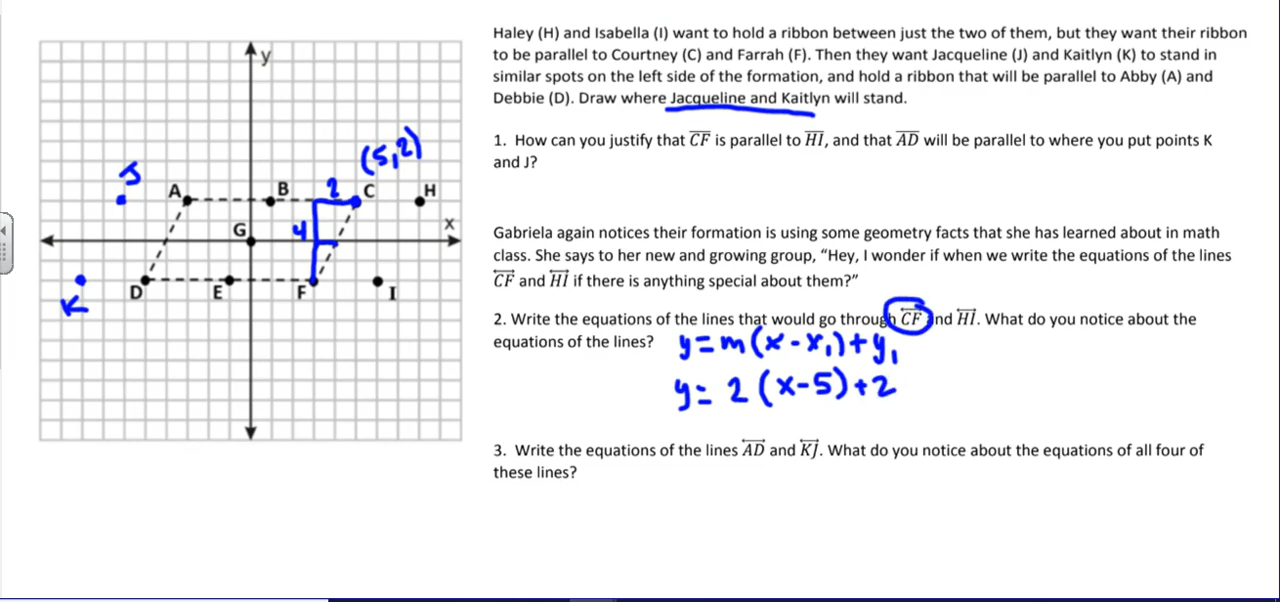 Haley (H) and Isabella (I) want to hold a ribbon between just the two of them, but they want their ribbon
to be parallel to Courtney (C) and Farrah (F). Then they want Jacqueline (J) and Kaitlyn (K) to stand in
similar spots on the left side of the formation, and hold a ribbon that will be parallel to Abby (A) and
Debbie (D). Draw where Jacqueline and Kaitlyn will stand.
1. How can you justify that CF is parallel to HI, and that AD will be parallel to where you put points K
and J?
Gabriela again notices their formation is using some geometry facts that she has learned about in math
class. She says to her new and growing group, “Hey, I wonder if when we write the equations of the lines
CF and HI if there is anything special about them?”
2. Write the equations of the lines that would go through CF and HI. What do you notice about the
equations of the lines?
y=m(x-x₁)+y₁
y=2(x-5)+2
3. Write the equations of the lines AD and KJ. What do you notice about the equations of all four of
these lines?
y
(5,2)
J
A
B
2
C
H
G
4
x
K
D
E
F
I